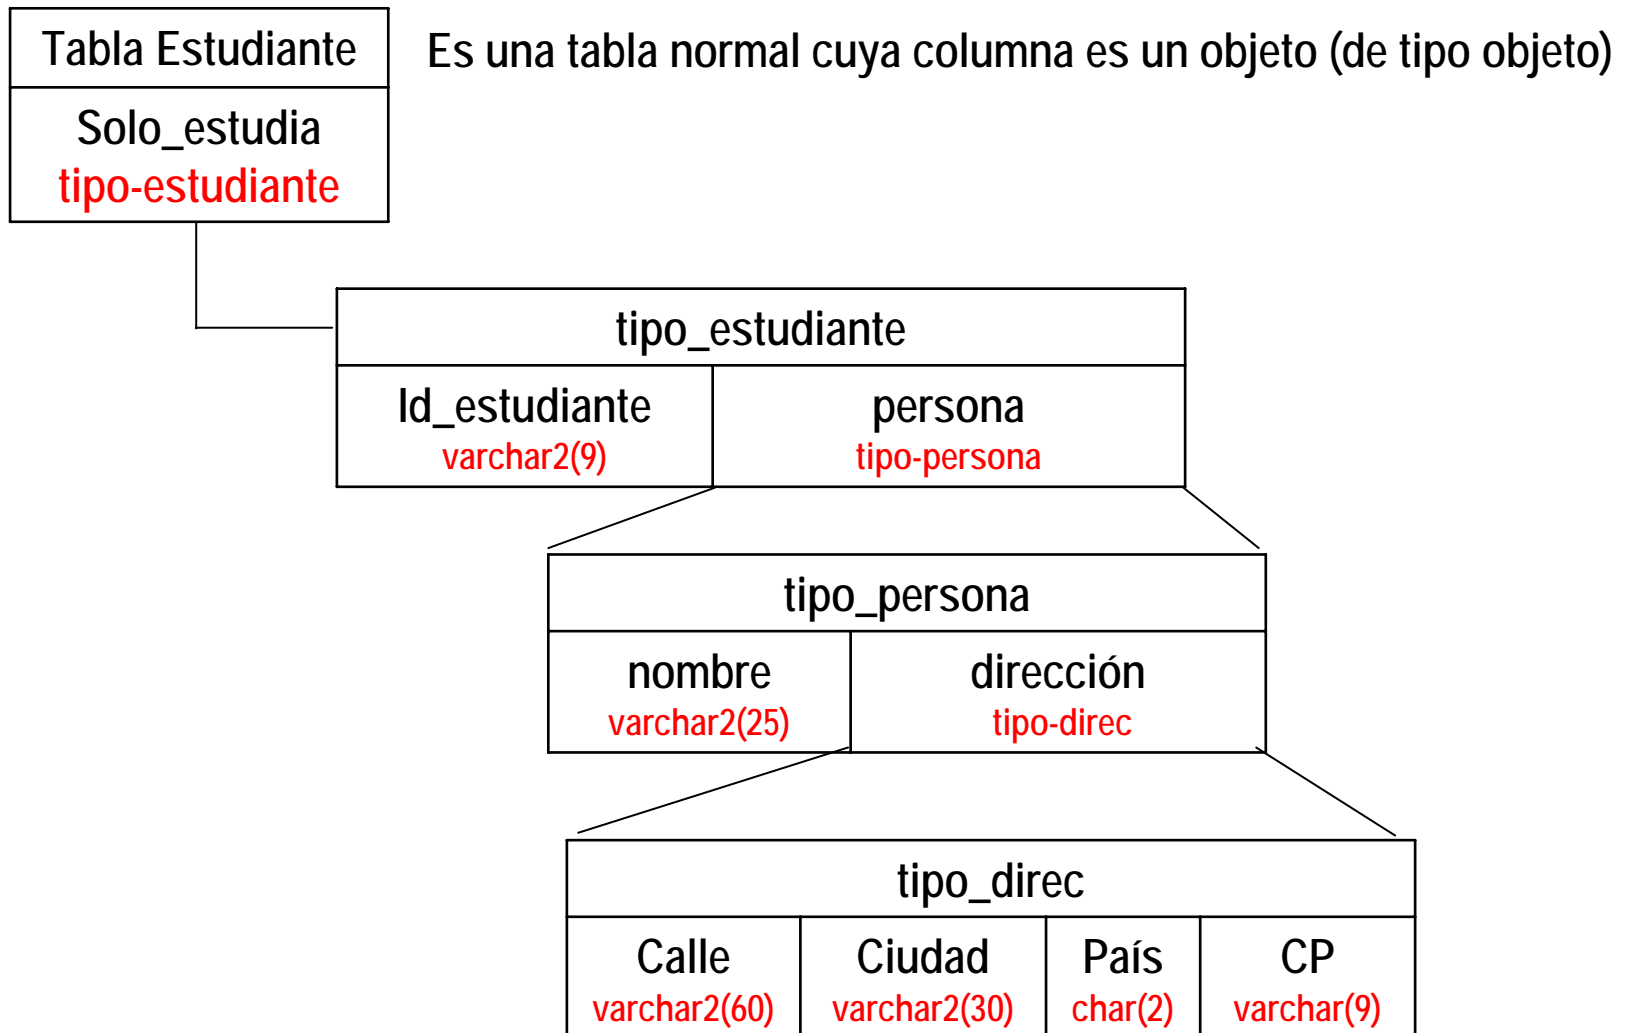 Tabla Estudiante
Es una tabla normal cuya columna es un objeto (de tipo objeto)
Solo_estudia
tipo-estudiante
tipo_estudiante
Id_estudiante persona
varchar2(9) tipo-persona
tipo_persona
nombre dirección
varchar2(25) tipo-direc
tipo_direc
Calle Ciudad País CP
varchar2(60) varchar2(30) char(2) varchar(9)